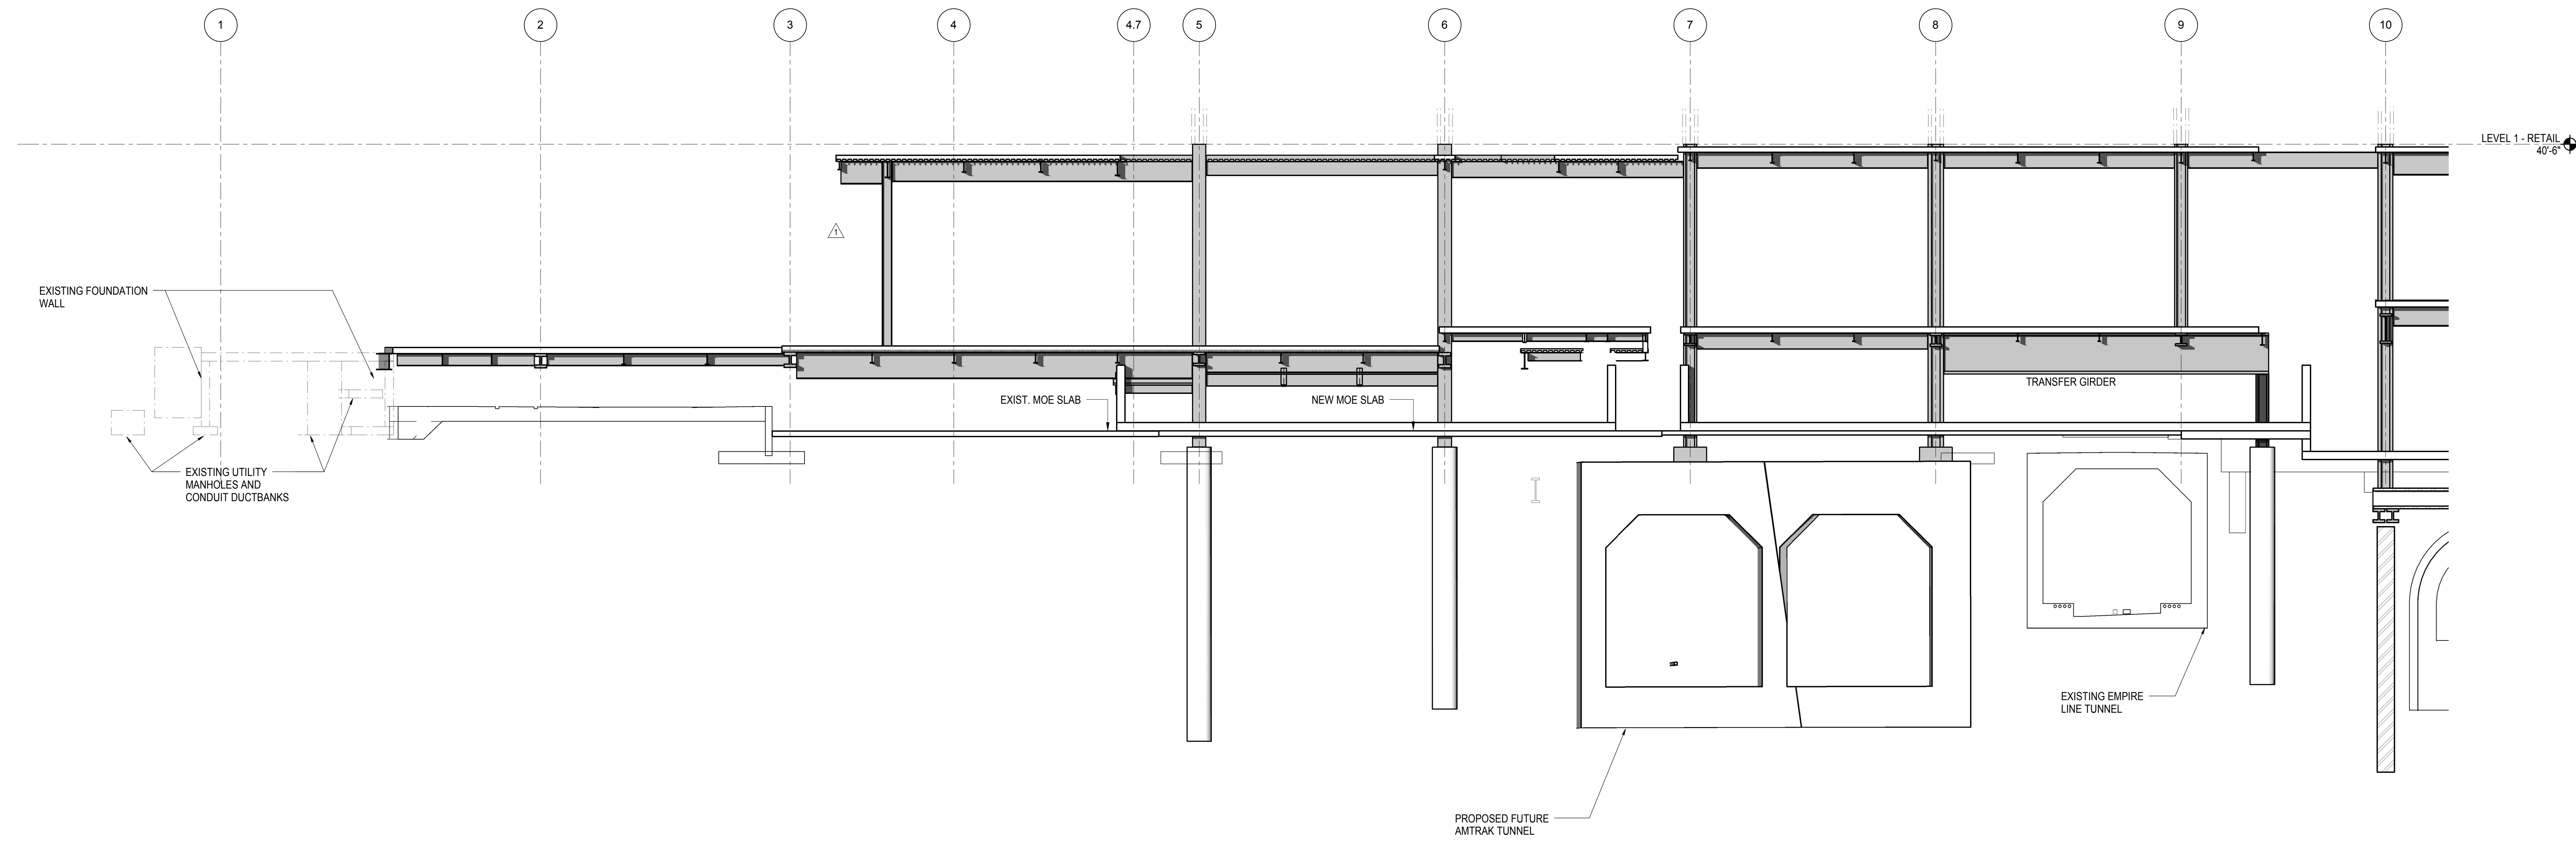 1
2
3
4
4.7
5
6
7
8
9
10
LEVEL 1 - RETAIL
40'-6"
1
EXISTING FOUNDATION
WALL
TRANSFER GIRDER
EXIST. MOE SLAB
NEW MOE SLAB
EXISTING UTILITY
MANHOLES AND
CONDUIT DUCTBANKS
EXISTING EMPIRE
LINE TUNNEL
PROPOSED FUTURE
AMTRAK TUNNEL